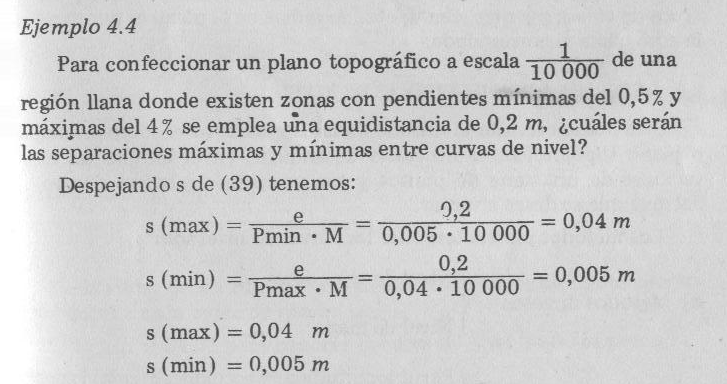 Ejemplo 4.4
Para confeccionar un plano topográfico a escala 1/10 000 de una
región llana donde existen zonas con pendientes mínimas del 0,5% y
máximas del 4% se emplea una equidistancia de 0,2 m, ¿cuáles serán
las separaciones máximas y mínimas entre curvas de nivel?
Despejando s de (39) tenemos:
s (max) = e/(Pmin · M) = 0,2/(0,005 · 10 000) = 0,04 m
s (min) = e/(Pmax · M) = 0,2/(0,04 · 10 000) = 0,005 m
s (max) = 0,04 m
s (min) = 0,005 m